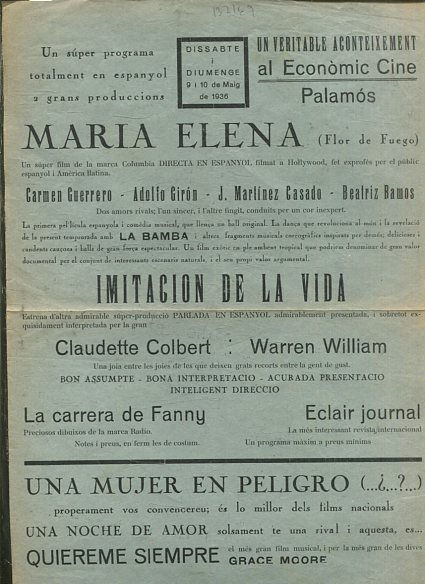 Un súper programa
totalment en espanyol
2 grans produccions
DISSABTE
i
DIUMENGE
9 i 10 de Maig
de 1936
UN VERITABLE ACONTEIXEMENT
al Econòmic Cine
Palamós
MARIA ELENA (Flor de Fuego)
Un súper film de la marca Columbia DIRECTA EN ESPANYOL filmat a Hollywood, fet exprofés per el públic
espanyol i Amèrica llatina.
Carmen Guerrero - Adolfo Girón - J. Martínez Casado - Beatriz Ramos
Dos amors rivals; l'un sincer, i l'altre fingit, conduits per un cor inexpert.
La primera pel'licula espanyola i comèdia musical, que llença un ball original. La dança que revoluciona al món i la revelació
de la present temporada amb LA BAMBA i altres fragments musicals coreogràfics inspirats per demés; delicioses i
candents cançons i balls de gran força espectacular. Un film exòtic en ple ambent tropical que podriem denominar de gran valor
documental per el conjunt de interessants escenaris naturals, i el seu propi valor argumental.
IMITACION DE LA VIDA
Estrena d'altra admirable súper-producció PARLADA EN ESPANYOL admirablement presentada, i sobretot ex-
quisidament interpretada per la gran
Claudette Colbert : Warren William
Una joia entre les joies de les que deixen grats recorts entre la gent de gust.
BON ASSUMPTE - BONA INTERPRETACIO - ACURADA PRESENTACIO
INTELIGENT DIRECCIO
La carrera de Fanny
Preciosos dibuixos de la marca Radio.
Eclair journal
La més interessant revista internacional
Notes i preus, en ferm les de costum.
Un programa màxim a preus minims
UNA MUJER EN PELIGRO (...¿...?...)
properament vos convencereu; és lo millor dels films nacionals
UNA NOCHE DE AMOR solsament te una rival i aquesta, es...
QUIEREME SIEMPRE el més gran film musical, i per la més gran de les dives
GRACE MOORE